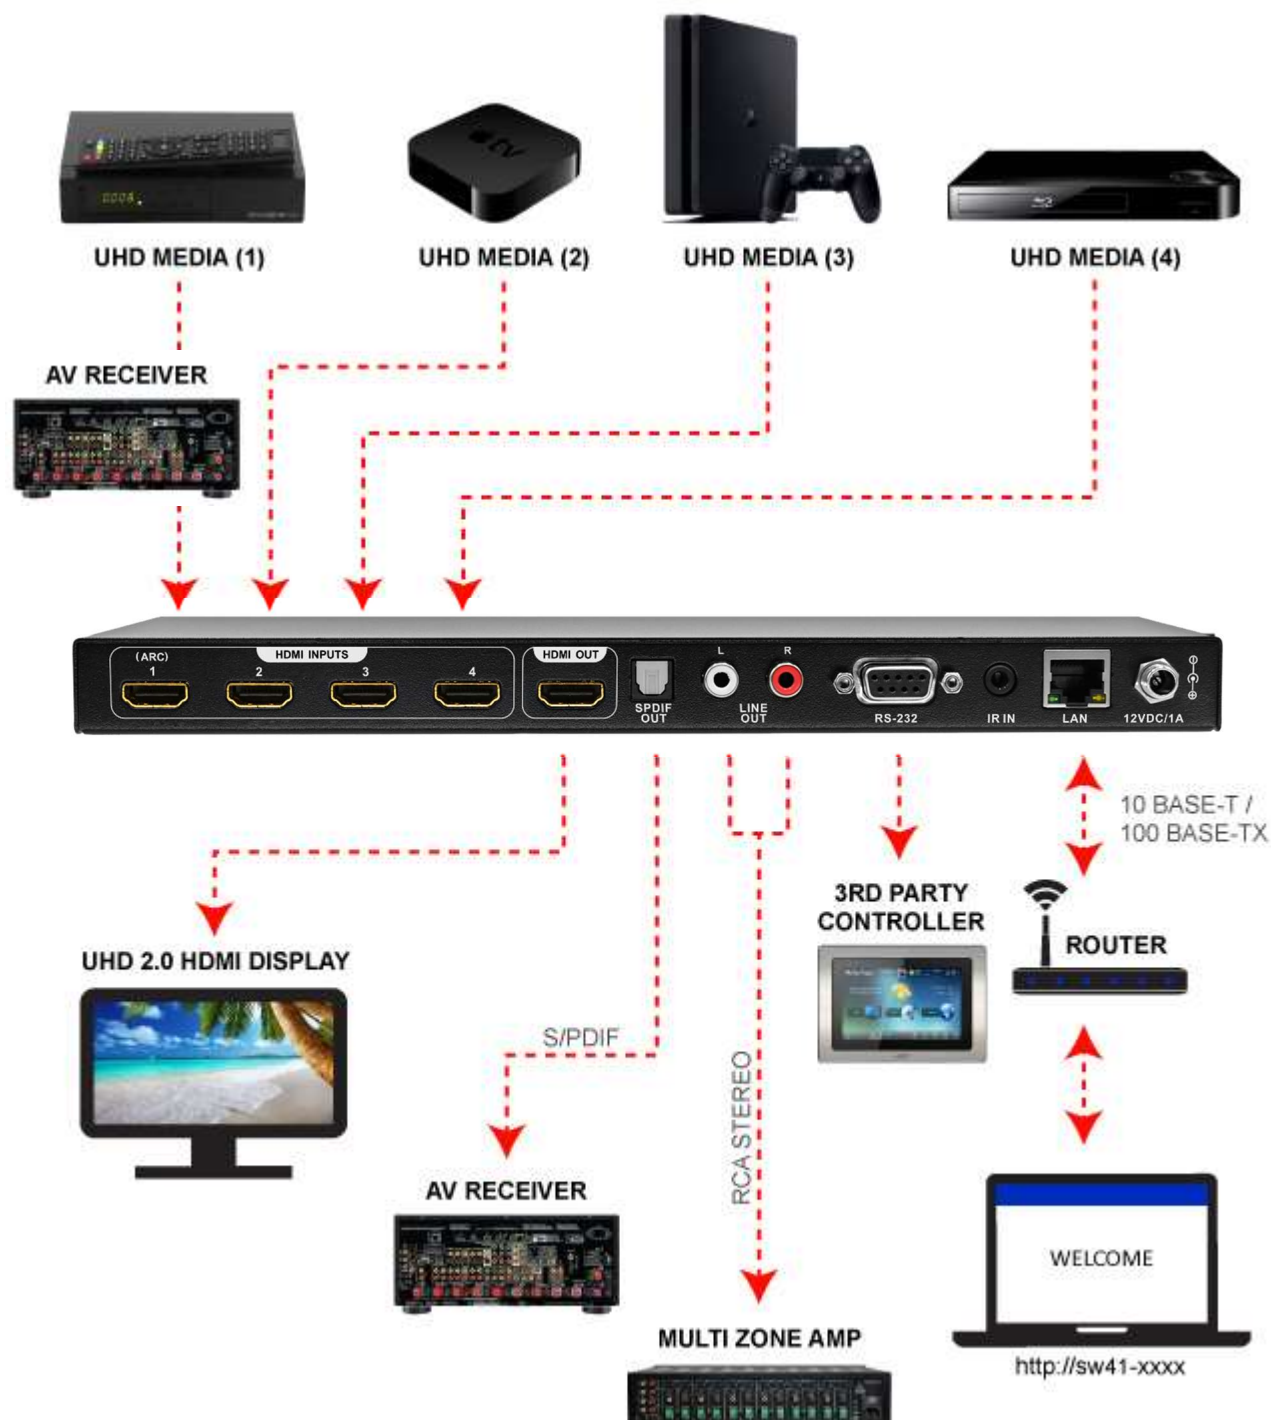 tv
0006
UHD MEDIA (1)
UHD MEDIA (2)
UHD MEDIA (3)
UHD MEDIA (4)
AV RECEIVER
(ARC)
HDMI INPUTS
HDMI OUT
1
2
3
4
SPDIF
OUT
L
R
LINE
OUT
RS-232
IR IN
LAN
12VDC/1A
10 BASE-T /
100 BASE-TX
3RD PARTY
CONTROLLER
ROUTER
UHD 2.0 HDMI DISPLAY
S/PDIF
RCA STEREO
AV RECEIVER
WELCOME
MULTI ZONE AMP
http://sw41-xxxx